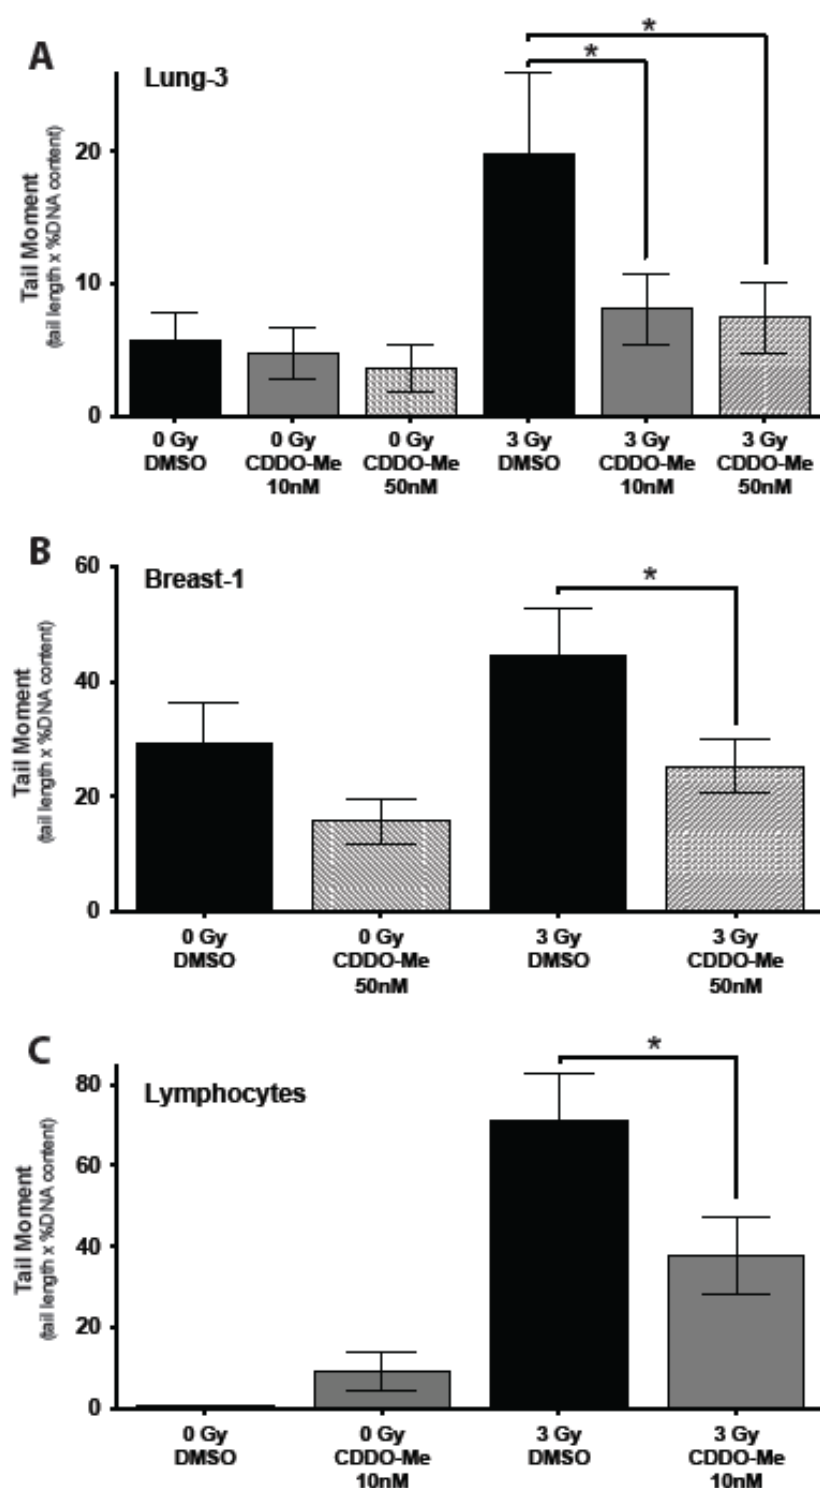 A
Lung-3
*
*
Tail Moment
(tail length x %DNA content)
20
10
0
0 Gy
DMSO
0 Gy
CDDO-Me
10nM
0 Gy
CDDO-Me
50nM
3 Gy
DMSO
3 Gy
CDDO-Me
10nM
3 Gy
CDDO-Me
50nM
B
Breast-1
*
Tail Moment
(tail length x %DNA content)
60
40
20
0
0 Gy
DMSO
0 Gy
CDDO-Me
50nM
3 Gy
DMSO
3 Gy
CDDO-Me
50nM
C
Lymphocytes
*
Tail Moment
(tail length x %DNA content)
80
60
40
20
0
0 Gy
DMSO
0 Gy
CDDO-Me
10nM
3 Gy
DMSO
3 Gy
CDDO-Me
10nM